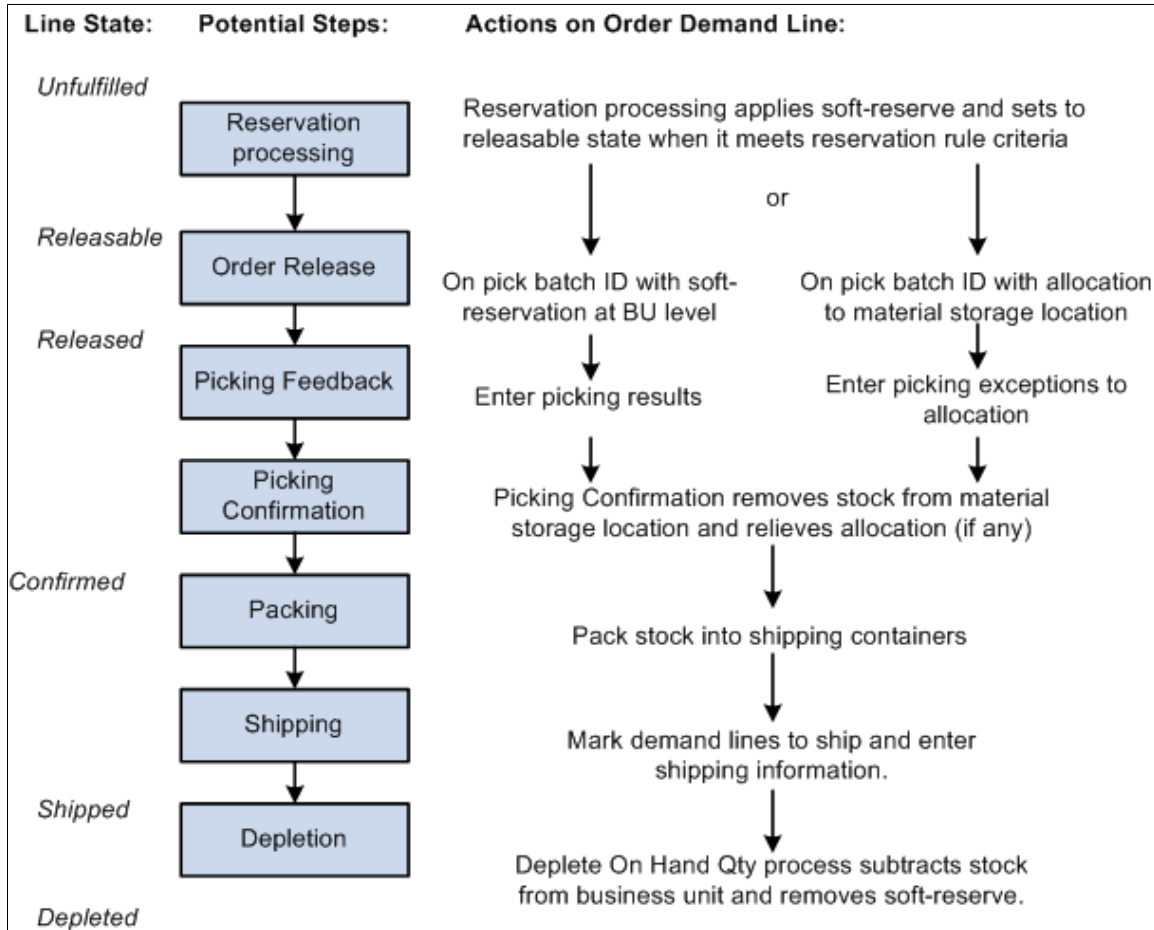 Line State: Potential Steps: Actions on Order Demand Line:
Unfulfilled
Reservation
processing
Reservation processing applies soft-reserve and sets to
releasable state when it meets reservation rule criteria
or
Releasable
Order Release
On pick batch ID with soft-
reservation at BU level
On pick batch ID with allocation
to material storage location
Released
Picking Feedback
Enter picking results
Enter picking exceptions to
allocation
Picking
Confirmation
Picking Confirmation removes stock from material
storage location and relieves allocation (if any)
Confirmed
Packing
Pack stock into shipping containers
Shipping
Mark demand lines to ship and enter
shipping information.
Shipped
Depletion
Deplete On Hand Qty process subtracts stock
from business unit and removes soft-reserve.
Depleted